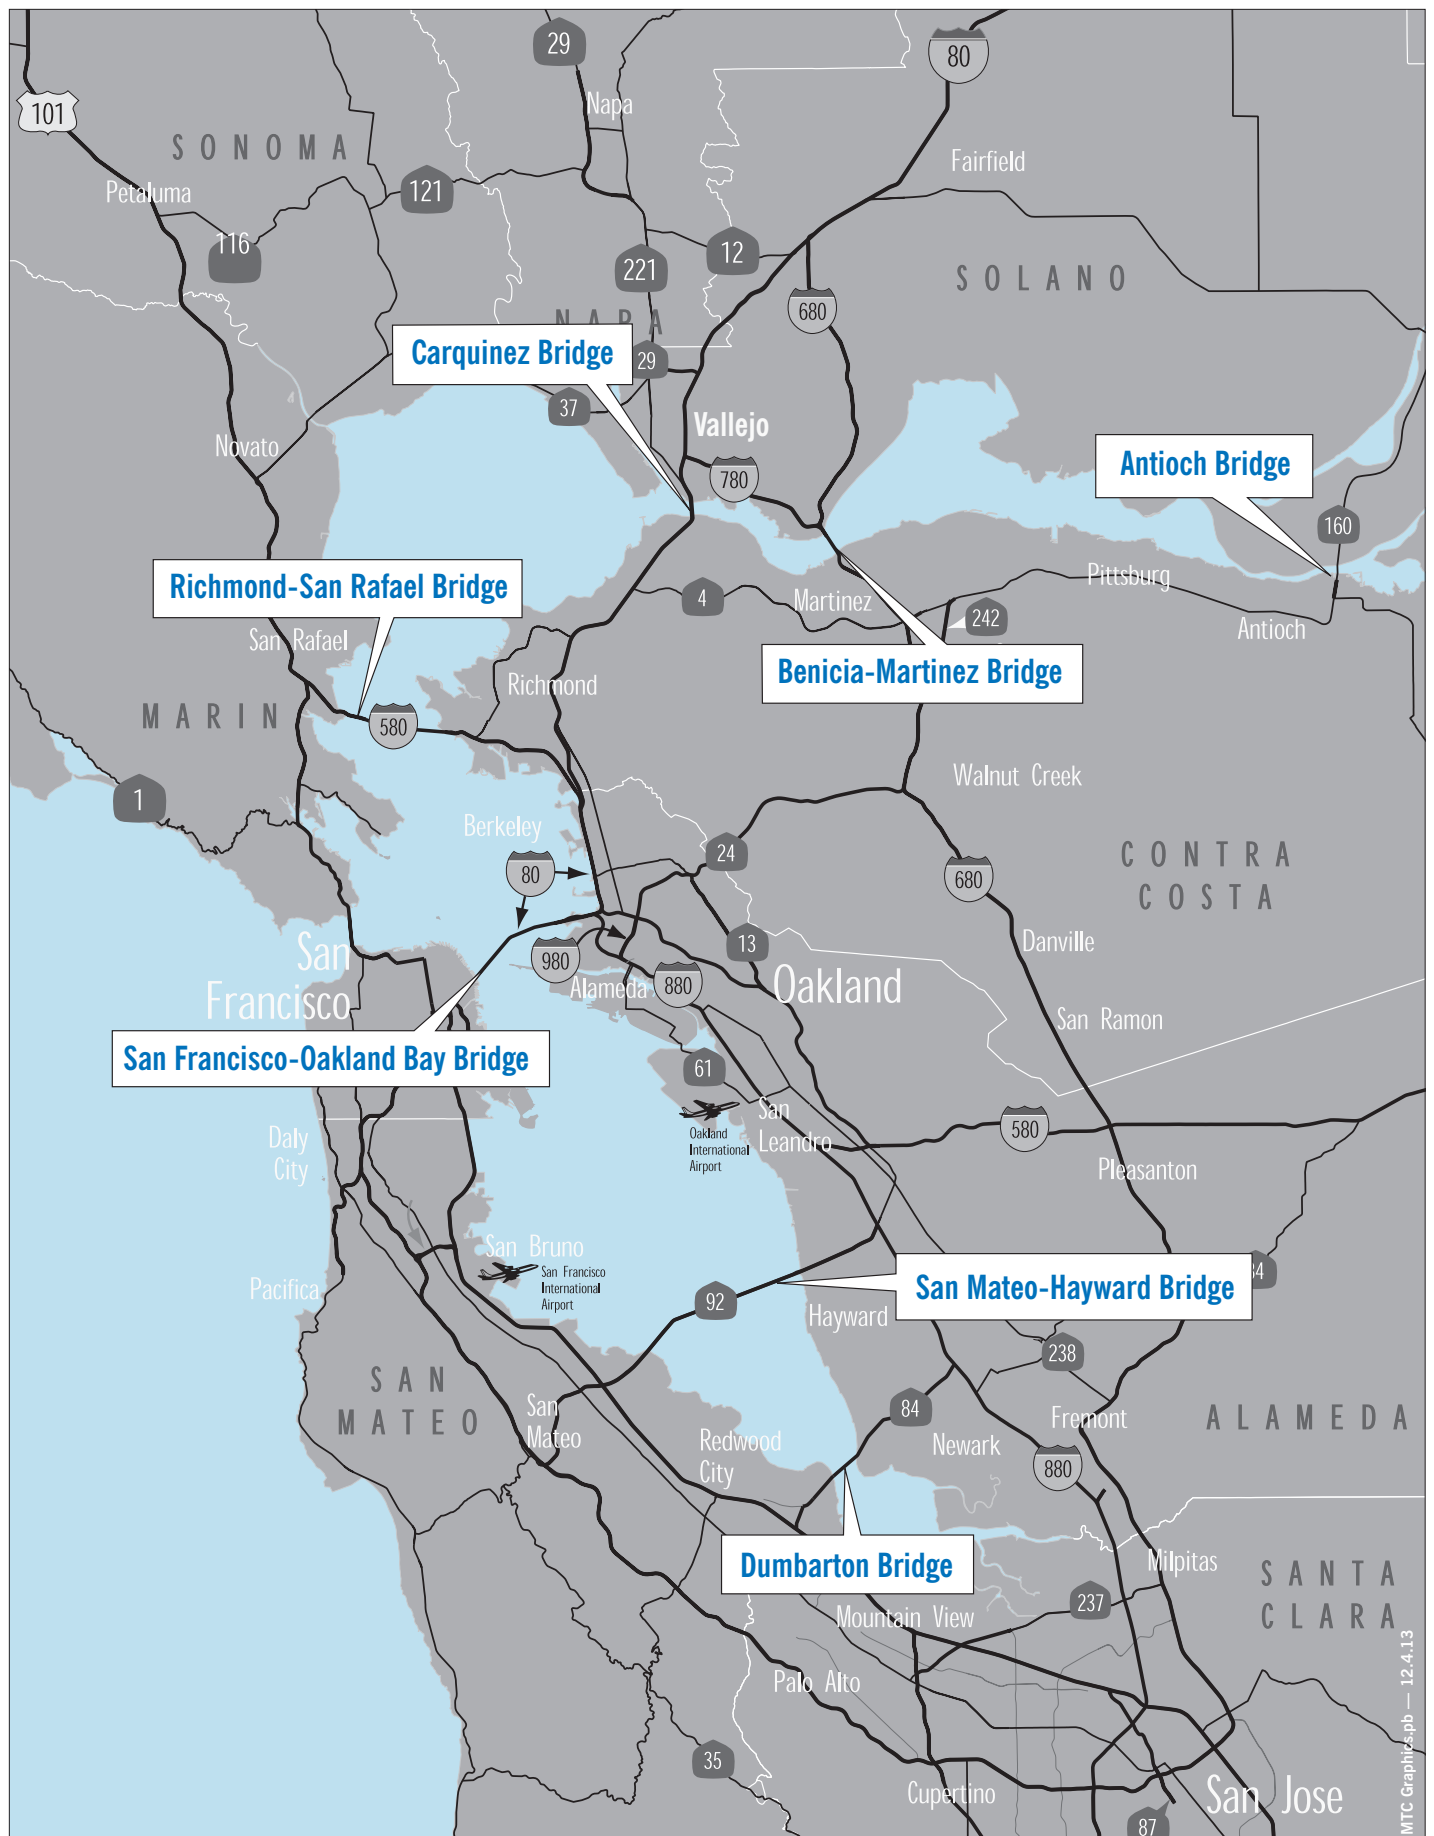 29
80
101
Napa
SONOMA
Fairfield
Petaluma
121
116
12
221
SOLANO
680
NAPA
Carquinez Bridge
29
37
Vallejo
Novato
Antioch Bridge
780
160
Richmond-San Rafael Bridge
Pittsburg
4
Martinez
242
San Rafael
Antioch
Benicia-Martinez Bridge
Richmond
MARIN
580
Walnut Creek
1
Berkeley
24
CONTRA
COSTA
80
680
13
Danville
San
Francisco
980
Alameda
880
Oakland
San Ramon
San Francisco-Oakland Bay Bridge
61
San
Leandro
Oakland
International
Airport
580
Daly
City
Pleasanton
San Bruno
San Francisco
International
Airport
Pacifica
San Mateo-Hayward Bridge
84
92
Hayward
238
SAN
MATEO
San
Mateo
84
Fremont
ALAMEDA
Redwood
City
Newark
880
Dumbarton Bridge
Milpitas
SANTA
CLARA
237
Mountain View
Palo Alto
35
Cupertino
San Jose
87
MTC Graphics.pb — 12.4.13